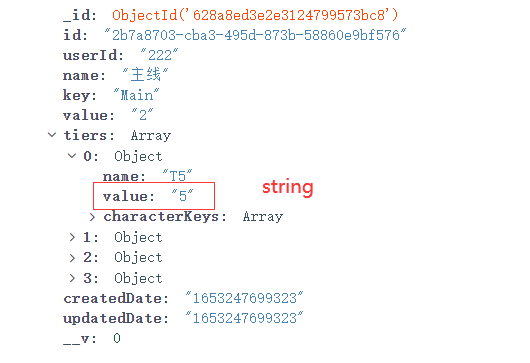 _id: ObjectId('628a8ed3e2e3124799573bc8')
id: "2b7a8703-cba3-495d-873b-58860e9bf576"
userId: "222"
name: "主线"
key: "Main"
value: "2"
tiers: Array
0: Object
name: "T5"
value: "5" string
characterKeys: Array
1: Object
2: Object
3: Object
createdDate: "1653247699323"
updatedDate: "1653247699323"
__v: 0